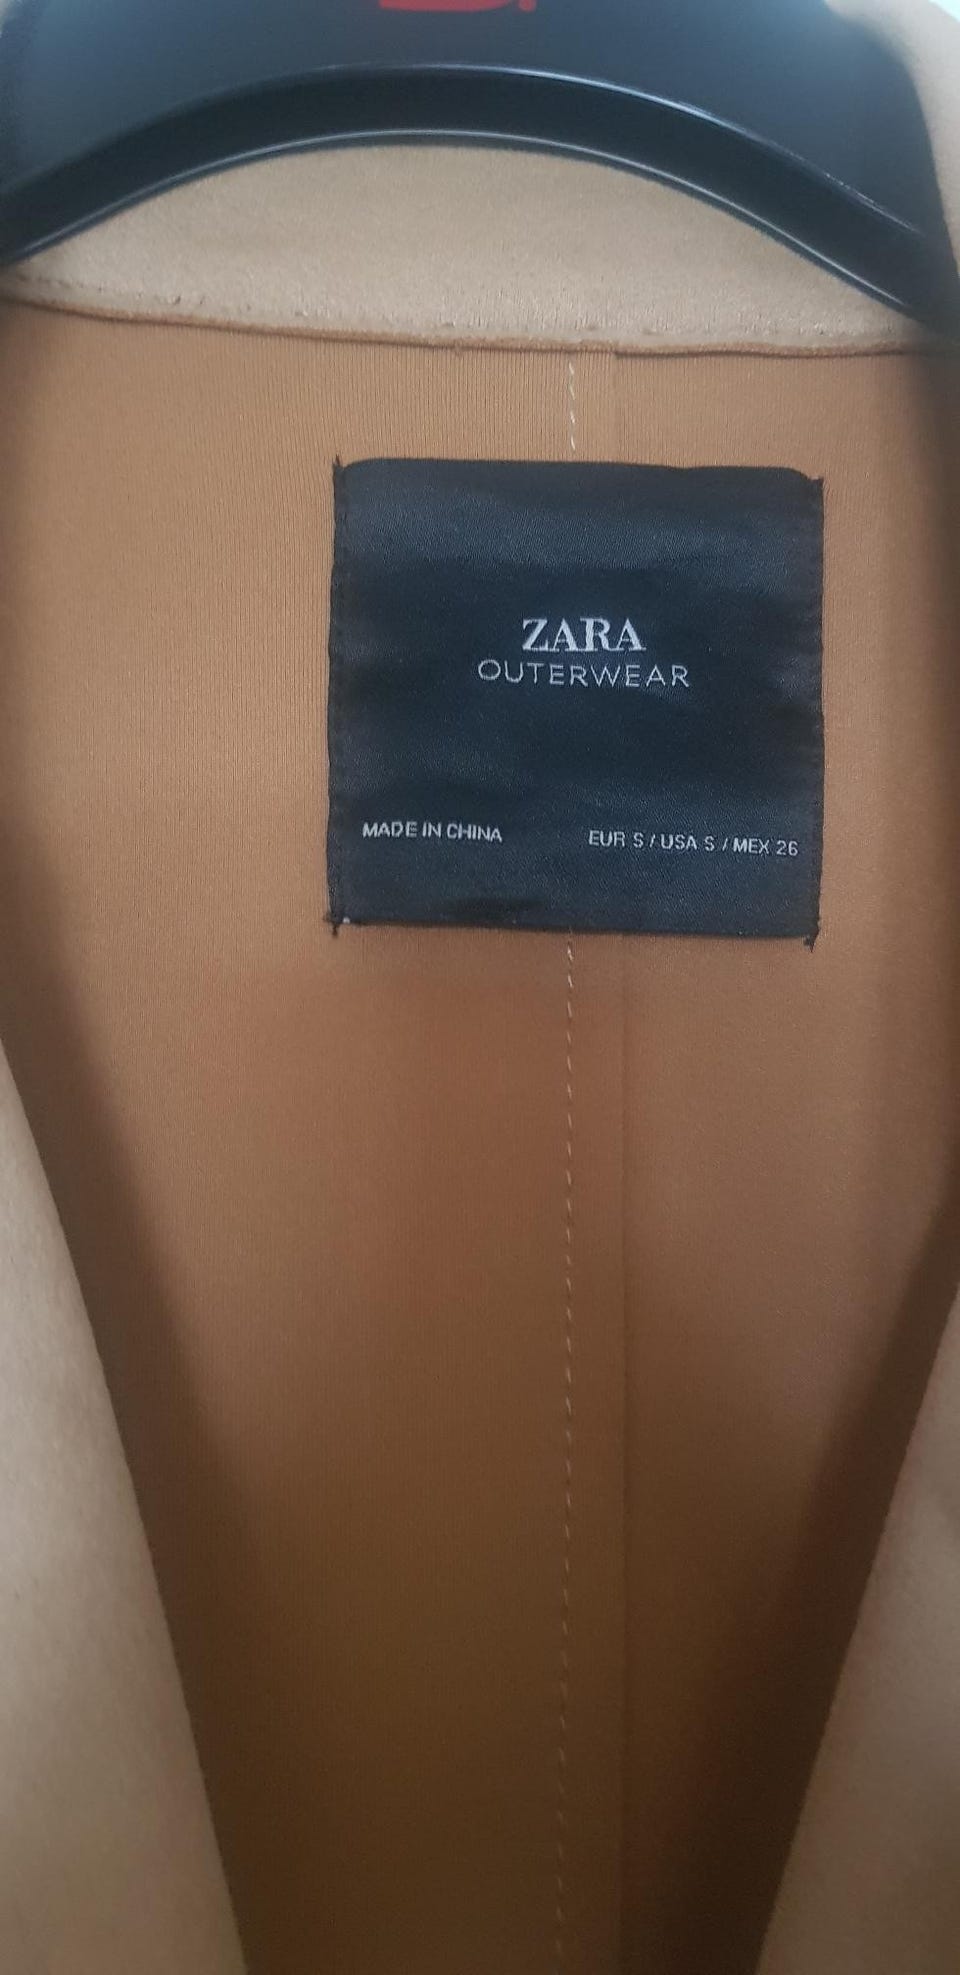 ZARA
OUTERWEAR
MADE IN CHINA
EUR S / USA S / MEX 26